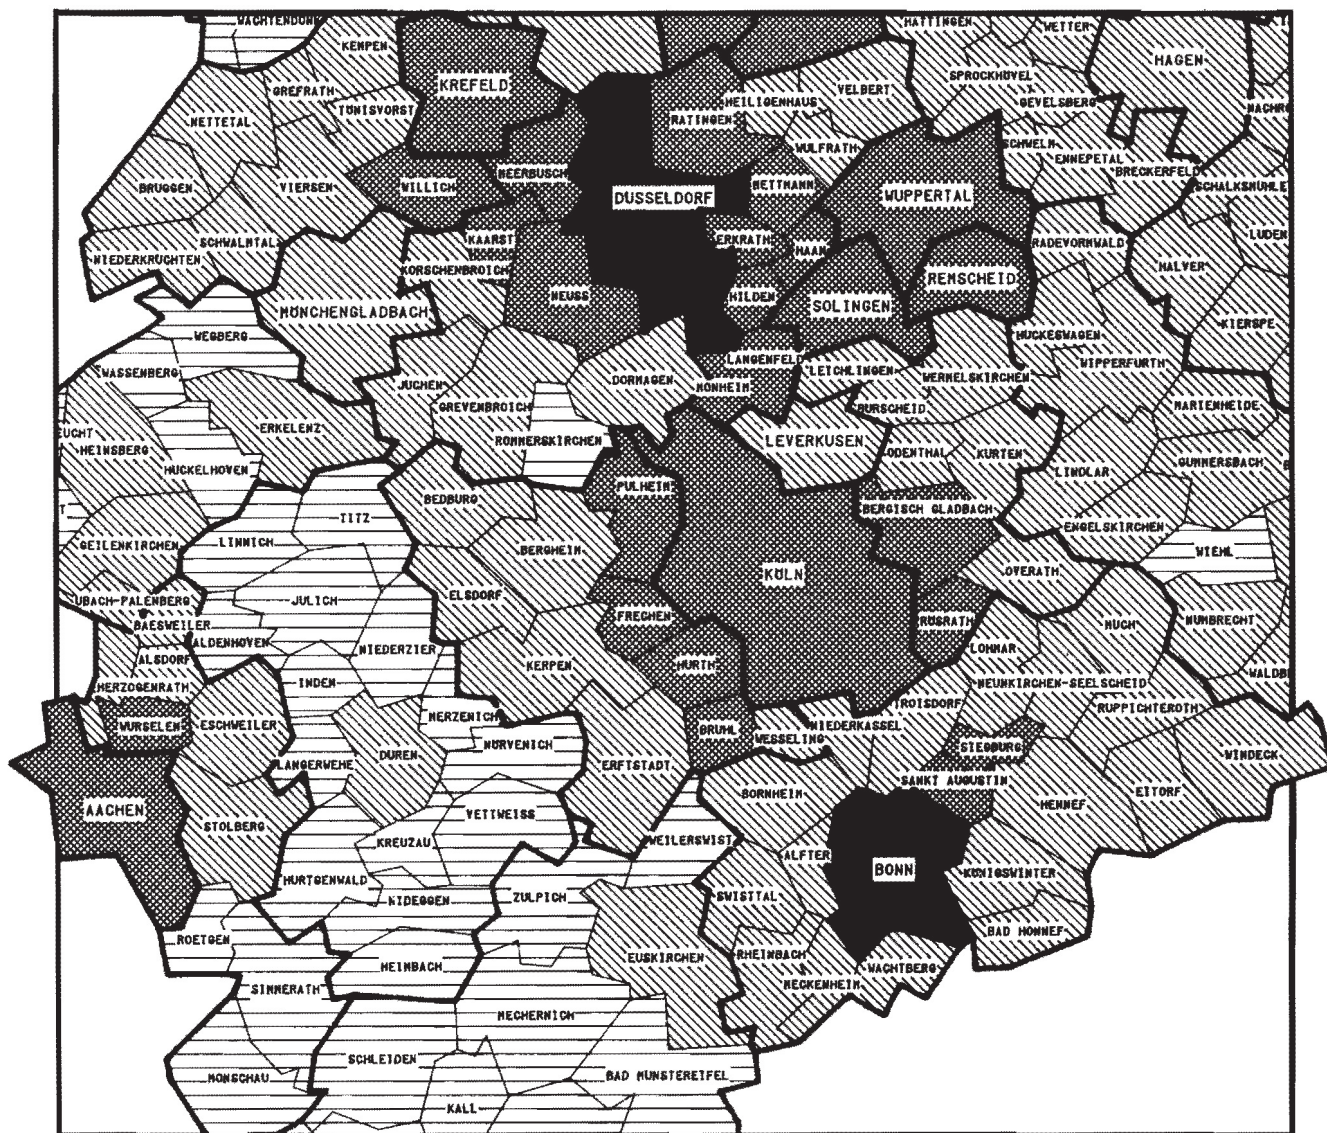 WACHTENDON
HATTINGEN
WETTER
KEMPEN
HAGEN
GREFRATH
KREFELD
SPROCKHÖVEL
VELBERT
HEILIGENHAUS
GEVELSBERG
TÖNISVORST
NACHRO
NETTETAL
RATINGEN
WÜLFRATH
SCHWELM
ENNEPETAL
BRECKERFELD
BRÜGGEN
VIERSEN
WILLICH
MEERBUSCH
METTMANN
SCHALKSMÜHLE
DÜSSELDORF
WUPPERTAL
LÜDEN
SCHWALMTAL
KAARST
ERKRATH
HAAN
RADEVORMWALD
NIEDERKRÜCHTEN
KORSCHENBROICH
HALVER
REMSCHEID
NEUSS
HILDEN
SOLINGEN
MÖNCHENGLADBACH
KIERSPE
WEGBERG
HÜCKESWAGEN
WASSENBERG
LANGENFELD
LEICHLINGEN
WIPPERFÜRTH
JÜCHEN
DORMAGEN
MONHEIM
WERMELSKIRCHEN
GREVENBROICH
BURSCHEID
MARIENHEIDE
EUCHT
HEINSBERG
ERKELENZ
ROMMERSKIRCHEN
LEVERKUSEN
ODENTHAL
KÜRTEN
HÜCKELHOVEN
LINDLAR
GUMMERSBACH
PULHEIM
BEDBURG
T
TITZ
BERGISCH GLADBACH
ENGELSKIRCHEN
GEILENKIRCHEN
LINNICH
BERGHEIM
WIEHL
KÖLN
OVERATH
ÜBACH-PALENBERG
JÜLICH
ELSDORF
FRECHEN
RÖSRATH
MUCH
NÜMBRECHT
BAESWEILER
ALDENHOVEN
NIEDERZIER
LOHMAR
ALSDORF
KERPEN
HÜRTH
INDEN
NEUNKIRCHEN-SEELSCHEID
WALDB
HERZOGENRATH
MERZENICH
TROISDORF
RUPPICHTEROTH
WÜRSELEN
ESCHWEILER
BRÜHL
WESSELING
NIEDERKASSEL
NÖRVENICH
SIEGBURG
WINDECK
LANGERWEHE
DÜREN
ERFTSTADT
SANKT AUGUSTIN
BORNHEIM
EITORF
AACHEN
HENNEF
STOLBERG
VETTWEISS
KREUZAU
WEILERSWIST
ALFTER
BONN
KÖNIGSWINTER
HÜRTGENWALD
NIDEGGEN
ZÜLPICH
SWISTTAL
ROETGEN
BAD HONNEF
HEIMBACH
EUSKIRCHEN
RHEINBACH
WACHTBERG
SIMMERATH
MECKENHEIM
MECHERNICH
SCHLEIDEN
MONSCHAU
BAD MÜNSTEREIFEL
KALL